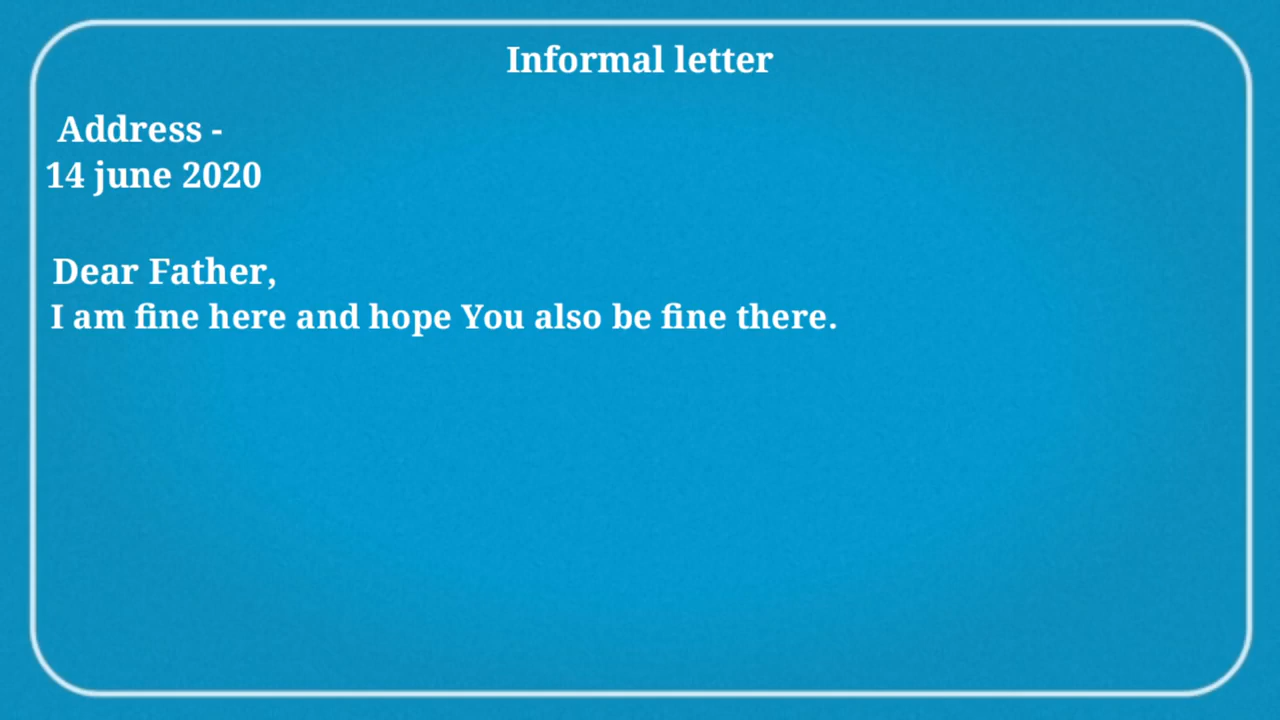 Informal letter
Address -
14 june 2020
Dear Father,
I am fine here and hope You also be fine there.